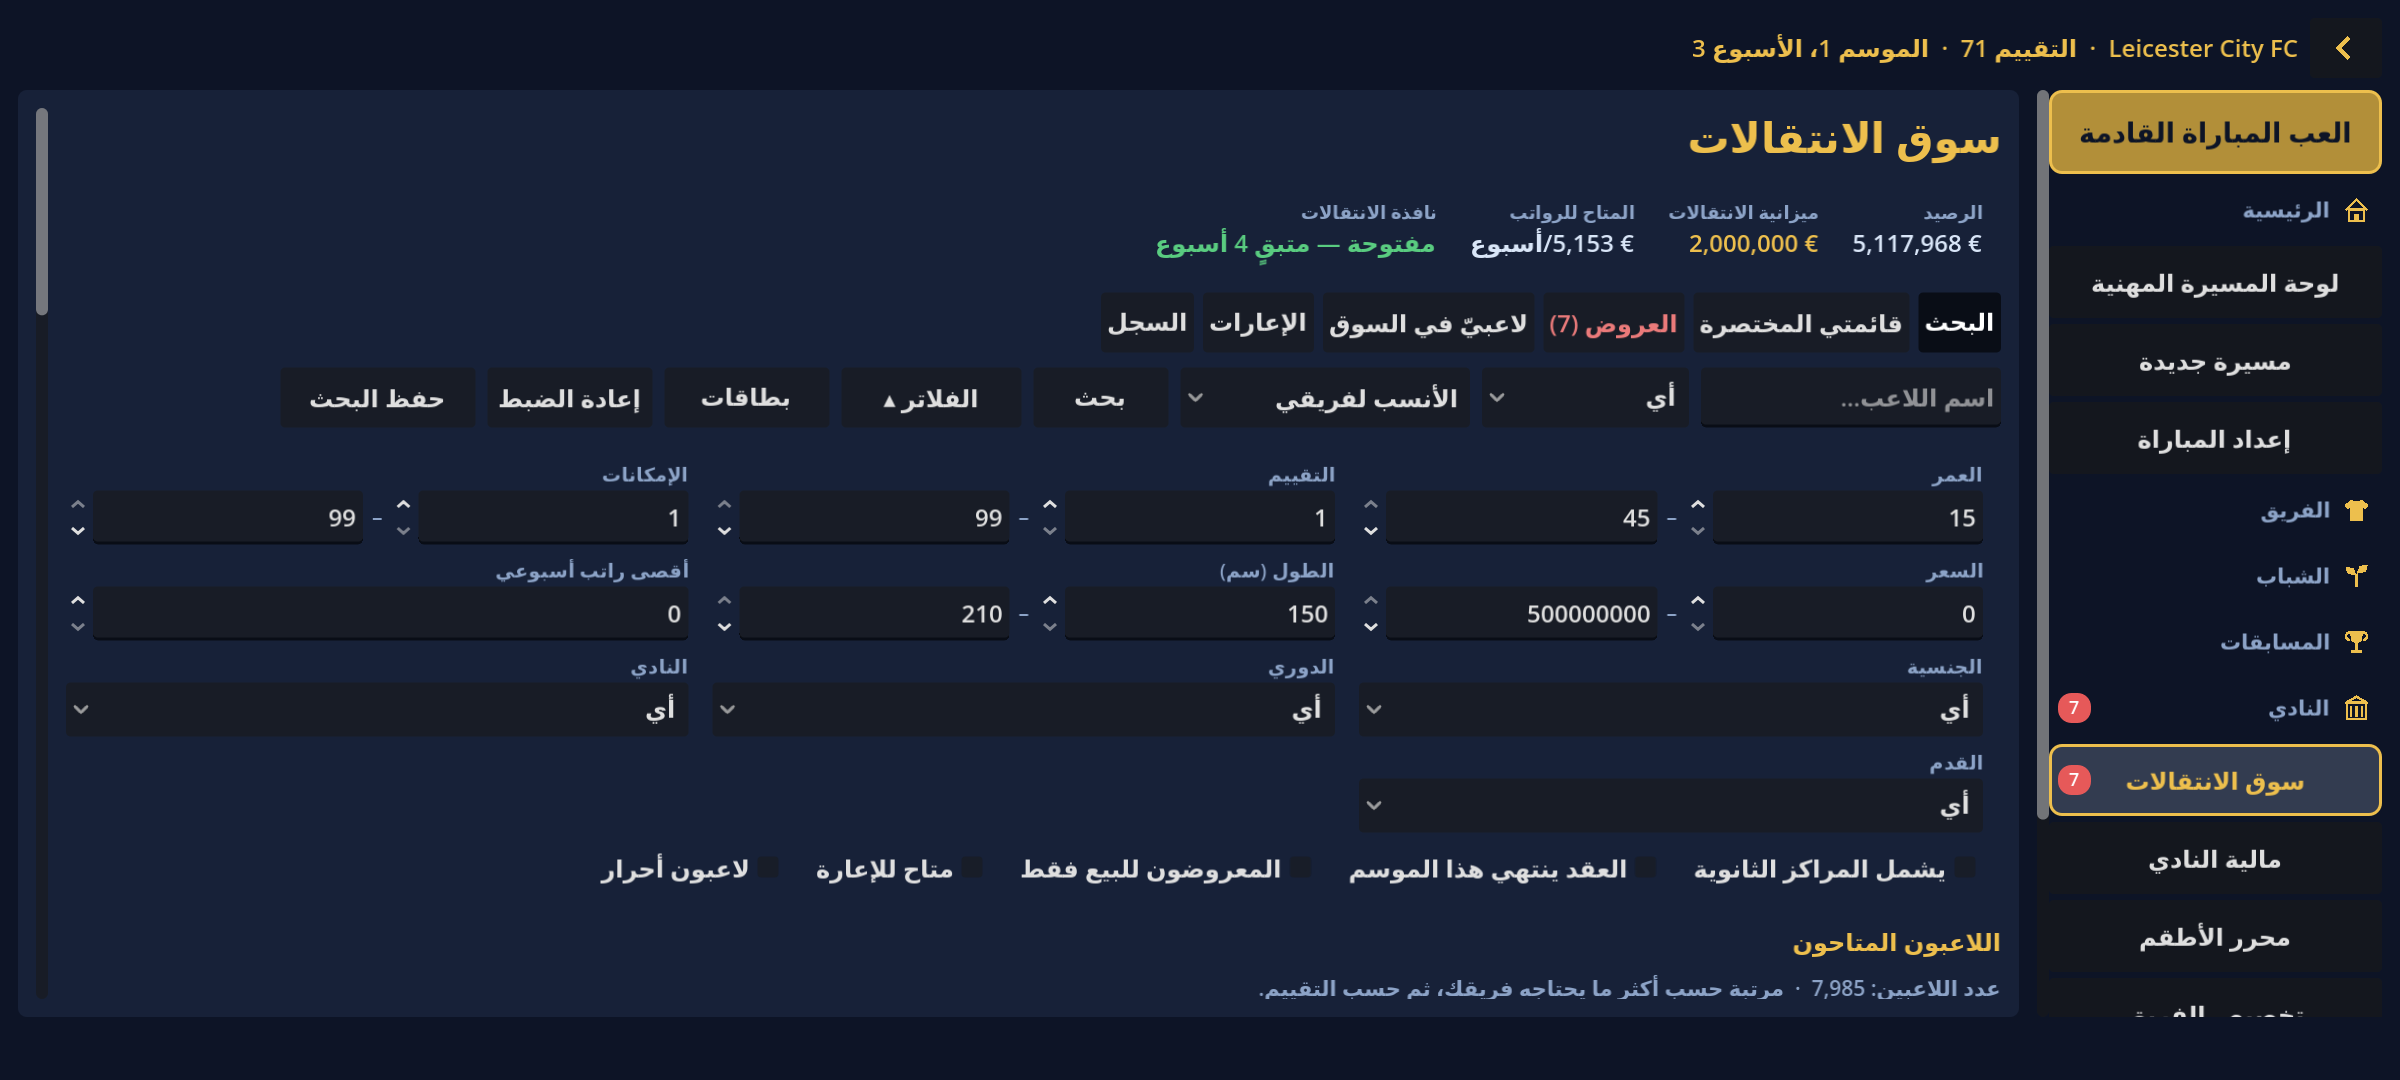 Leicester City FC · التقييم 71 · الموسم 1، الأسبوع 3
العب المباراة القادمة
الرئيسية
لوحة المسيرة المهنية
مسيرة جديدة
إعداد المباراة
الفريق
الشباب
المسابقات
النادي 7
سوق الانتقالات 7
مالية النادي
محرر الأطقم
سوق الانتقالات
الرصيد ميزانية الانتقالات المتاح للرواتب نافذة الانتقالات
5,117,968 € 2,000,000 € 5,153 €/أسبوع مفتوحة — متبقٍ 4 أسبوع
البحث قائمتي المختصرة العروض (7) لاعبيّ في السوق الإعارات السجل
اسم اللاعب... أي الأنسب لفريقي بحث الفلاتر ▲ بطاقات إعادة الضبط حفظ البحث
العمر التقييم الإمكانات
15 – 45 1 – 99 1 – 99
السعر الطول (سم) أقصى راتب أسبوعي
0 – 500000000 150 – 210 0
الجنسية الدوري النادي
أي أي أي
القدم
أي
يشمل المراكز الثانوية العقد ينتهي هذا الموسم المعروضون للبيع فقط متاح للإعارة لاعبون أحرار
اللاعبون المتاحون
عدد اللاعبين: 7,985 · مرتبة حسب أكثر ما يحتاجه فريقك، ثم حسب التقييم.